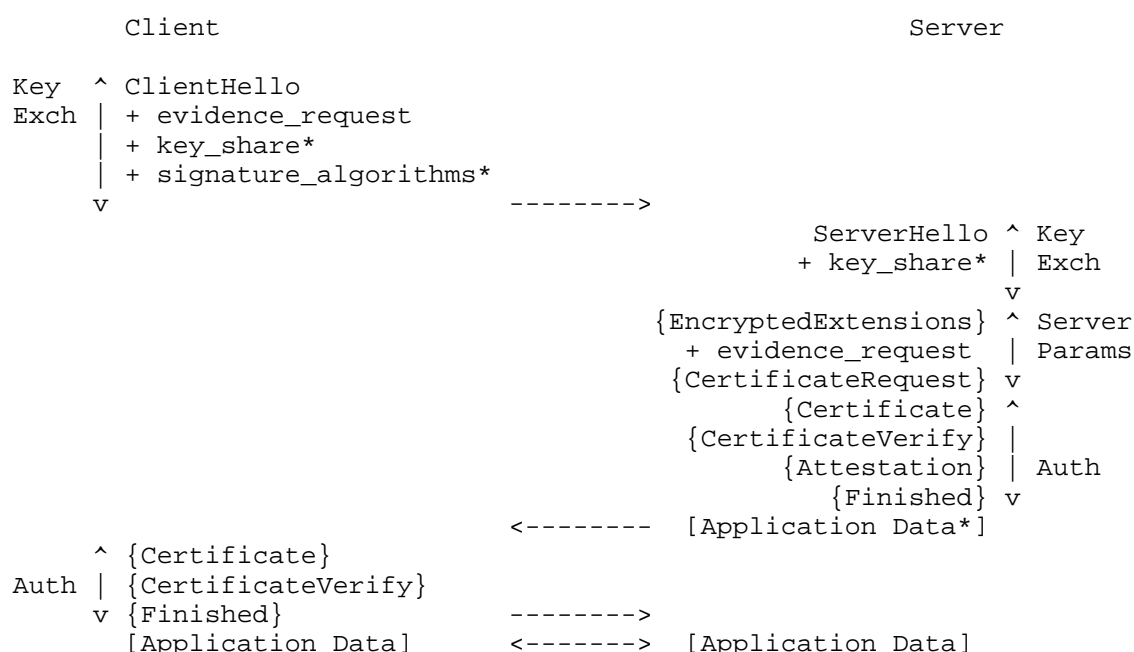 Client                                           Server

Key  ^ ClientHello
Exch | + evidence_request
     | + key_share*
     | + signature_algorithms*
     v                         -------->
                                                  ServerHello ^ Key
                                                 + key_share* | Exch
                                                              v
                                        {EncryptedExtensions} ^ Server
                                          + evidence_request  | Params
                                         {CertificateRequest} v
                                                {Certificate} ^
                                          {CertificateVerify} |
                                                {Attestation} | Auth
                                                   {Finished} v
                               <--------  [Application Data*]
     ^ {Certificate}
Auth | {CertificateVerify}
     v {Finished}              -------->
       [Application Data]      <------->  [Application Data]